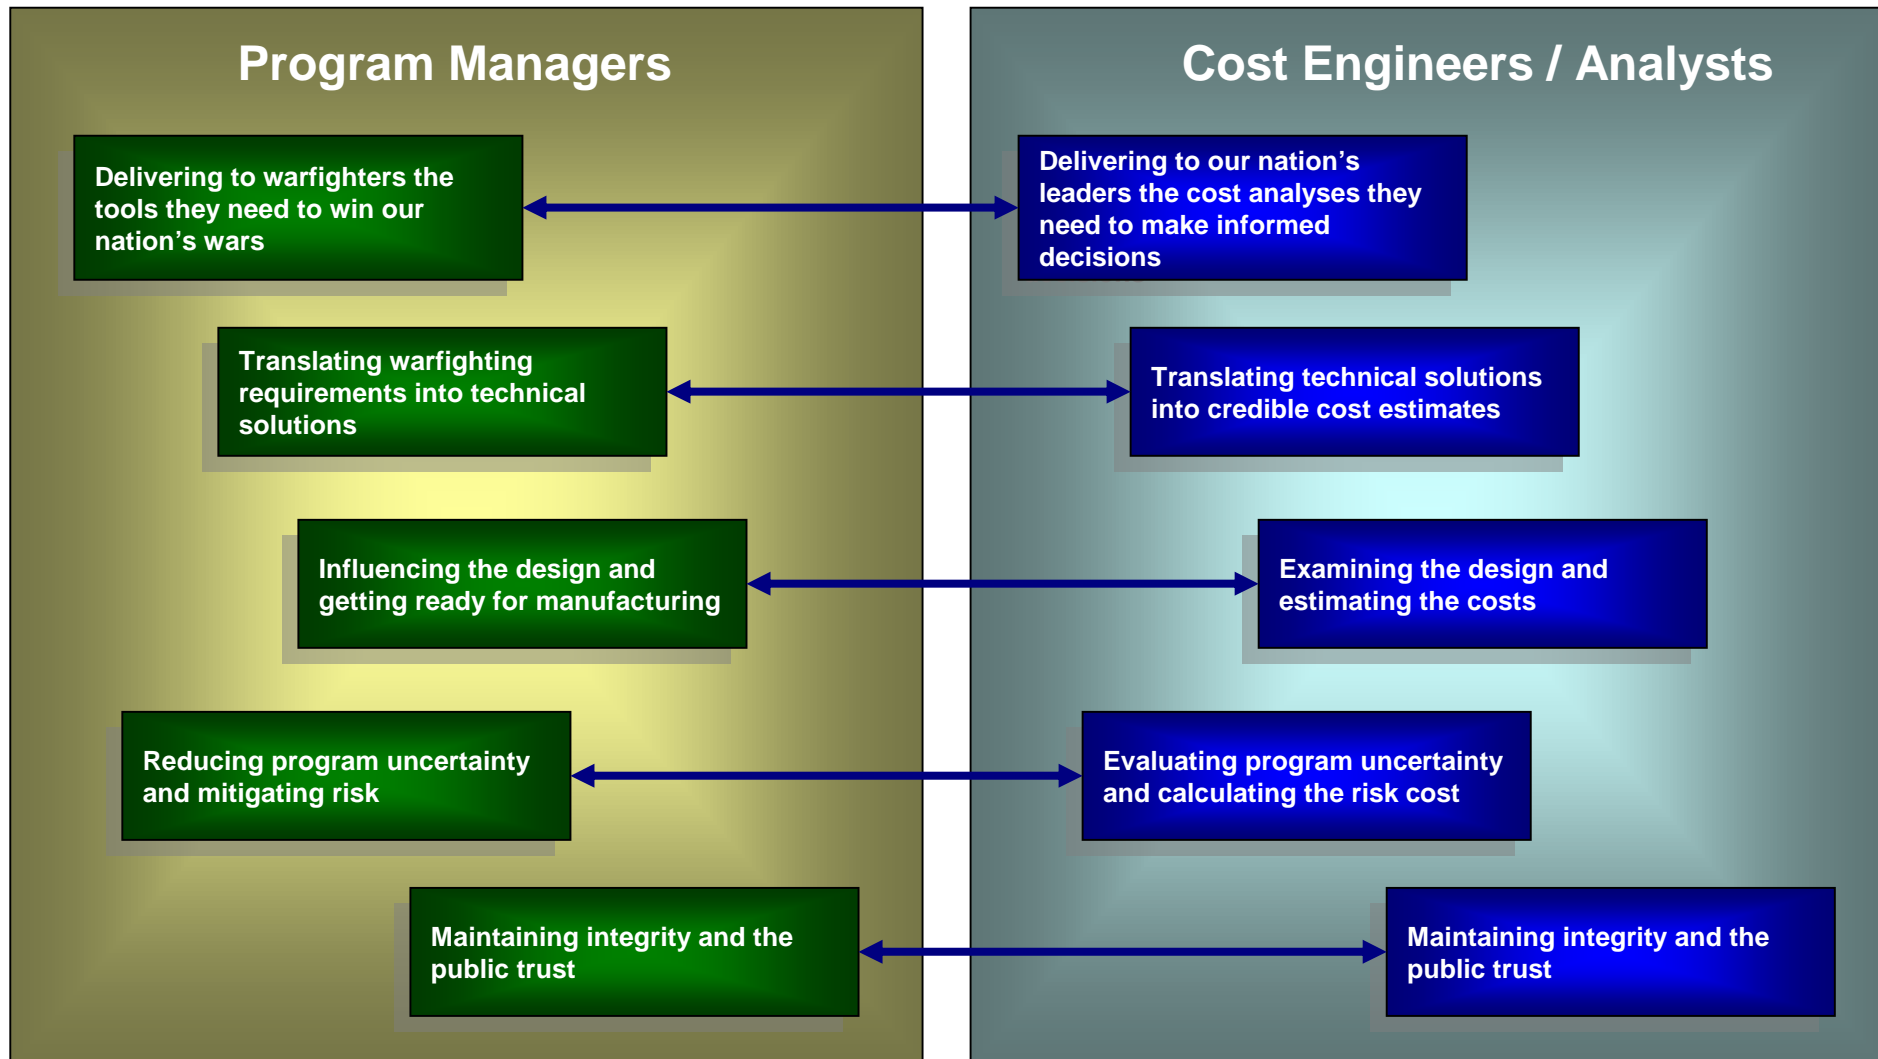 Program Managers
Delivering to warfighters the
tools they need to win our
nation’s wars
Translating warfighting
requirements into technical
solutions
Influencing the design and
getting ready for manufacturing
Reducing program uncertainty
and mitigating risk
Maintaining integrity and the
public trust
Cost Engineers / Analysts
Delivering to our nation’s
leaders the cost analyses they
need to make informed
decisions
Translating technical solutions
into credible cost estimates
Examining the design and
estimating the costs
Evaluating program uncertainty
and calculating the risk cost
Maintaining integrity and the
public trust